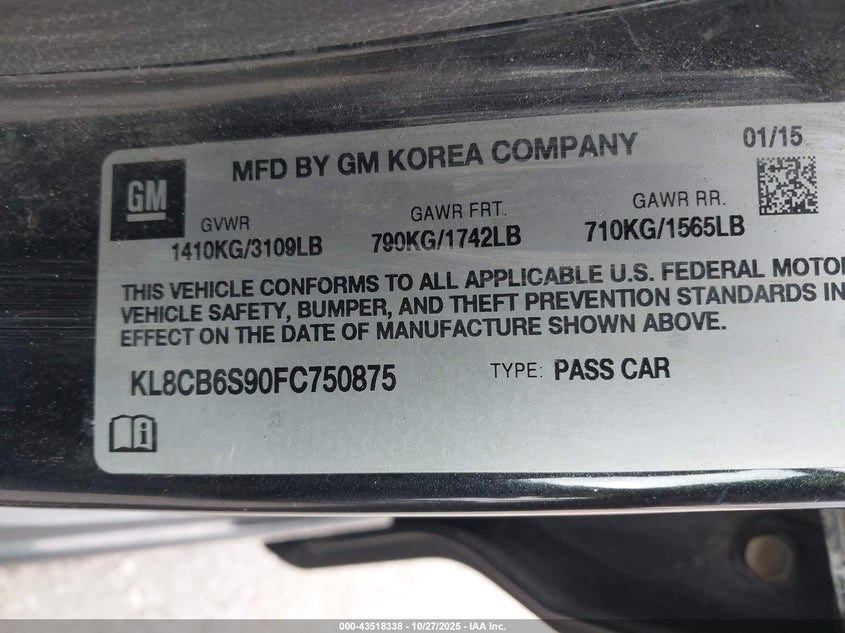 MFD BY GM KOREA COMPANY
01/15
GM
GVWR
GAWR FRT.
GAWR RR.
1410KG/3109LB
790KG/1742LB
710KG/1565LB
THIS VEHICLE CONFORMS TO ALL APPLICABLE U.S. FEDERAL MOTOR
VEHICLE SAFETY, BUMPER, AND THEFT PREVENTION STANDARDS IN
EFFECT ON THE DATE OF MANUFACTURE SHOWN ABOVE.
KL8CB6S90FC750875
TYPE: PASS CAR
i
000-43518338 - 10/27/2025 - IAA Inc.